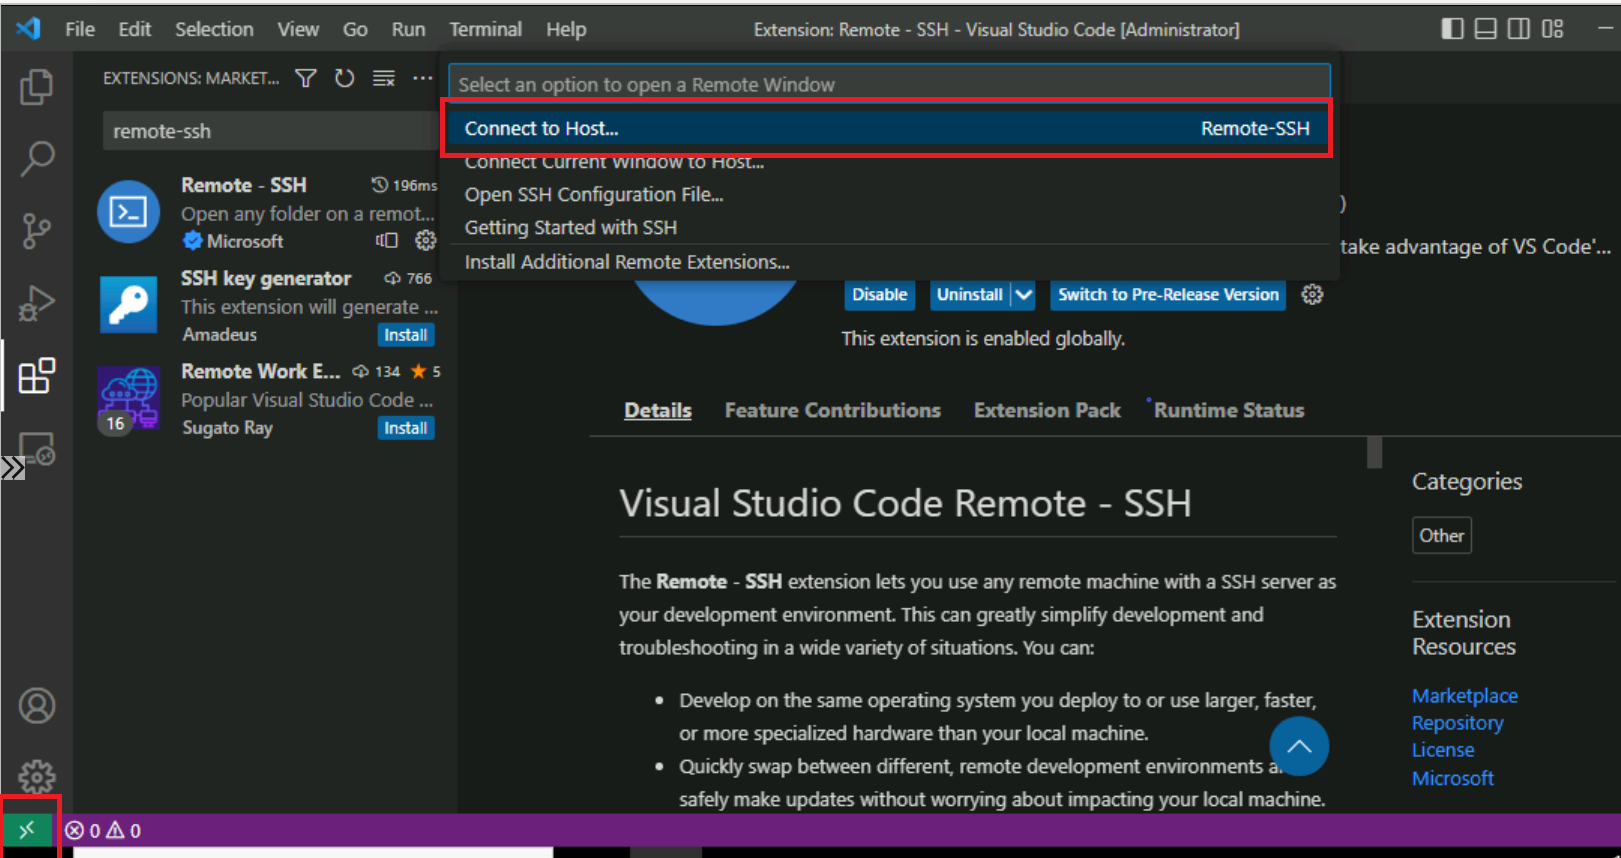 File Edit Selection View Go Run Terminal Help Extension: Remote - SSH - Visual Studio Code [Administrator]
EXTENSIONS: MARKET...
remote-ssh
Remote - SSH 196ms
Open any folder on a remot...
Microsoft
SSH key generator 766
This extension will generate ...
Amadeus Install
Remote Work E... 134 5
Popular Visual Studio Code ...
16
Sugato Ray Install
Select an option to open a Remote Window
Connect to Host... Remote-SSH
Connect Current Window to Host...
Open SSH Configuration File...
Getting Started with SSH
Install Additional Remote Extensions...
)
take advantage of VS Code'...
Disable Uninstall Switch to Pre-Release Version
This extension is enabled globally.
Details Feature Contributions Extension Pack Runtime Status
Visual Studio Code Remote - SSH
The Remote - SSH extension lets you use any remote machine with a SSH server as
your development environment. This can greatly simplify development and
troubleshooting in a wide variety of situations. You can:
• Develop on the same operating system you deploy to or use larger, faster,
or more specialized hardware than your local machine.
• Quickly swap between different, remote development environments a
safely make updates without worrying about impacting your local machine.
Categories
Other
Extension
Resources
Marketplace
Repository
License
Microsoft
0 0